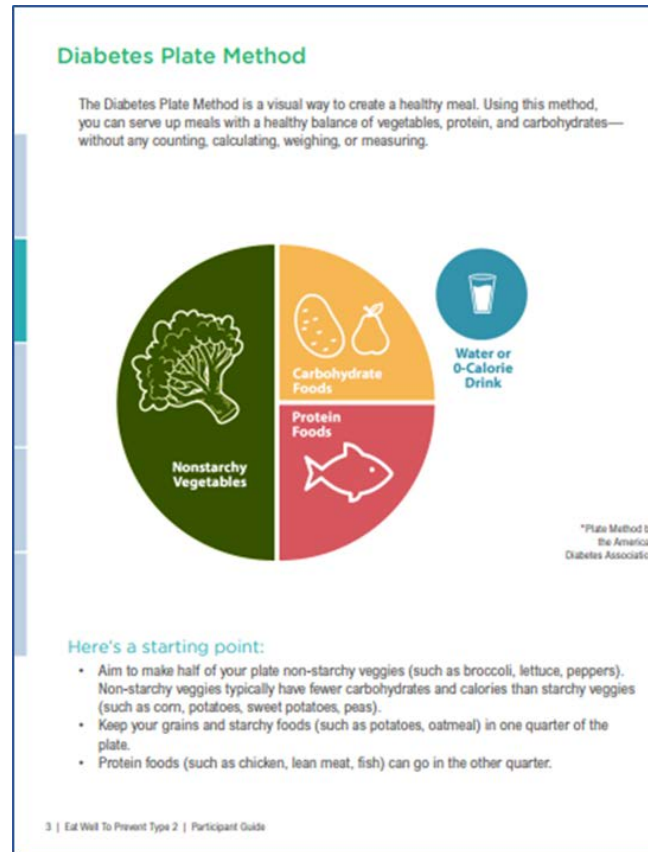 Diabetes Plate Method
The Diabetes Plate Method is a visual way to create a healthy meal. Using this method,
you can serve up meals with a healthy balance of vegetables, protein, and carbohydrates—
without any counting, calculating, weighing, or measuring.
Carbohydrate
Foods
Water or
0-Calorie
Drink
Protein
Foods
Nonstarchy
Vegetables
*Plate Method b
the America
Diabetes Associatio
Here's a starting point:
• Aim to make half of your plate non-starchy veggies (such as broccoli, lettuce, peppers).
Non-starchy veggies typically have fewer carbohydrates and calories than starchy veggies
(such as corn, potatoes, sweet potatoes, peas).
• Keep your grains and starchy foods (such as potatoes, oatmeal) in one quarter of the
plate.
• Protein foods (such as chicken, lean meat, fish) can go in the other quarter.
3 | Eat Well To Prevent Type 2 | Participant Guide